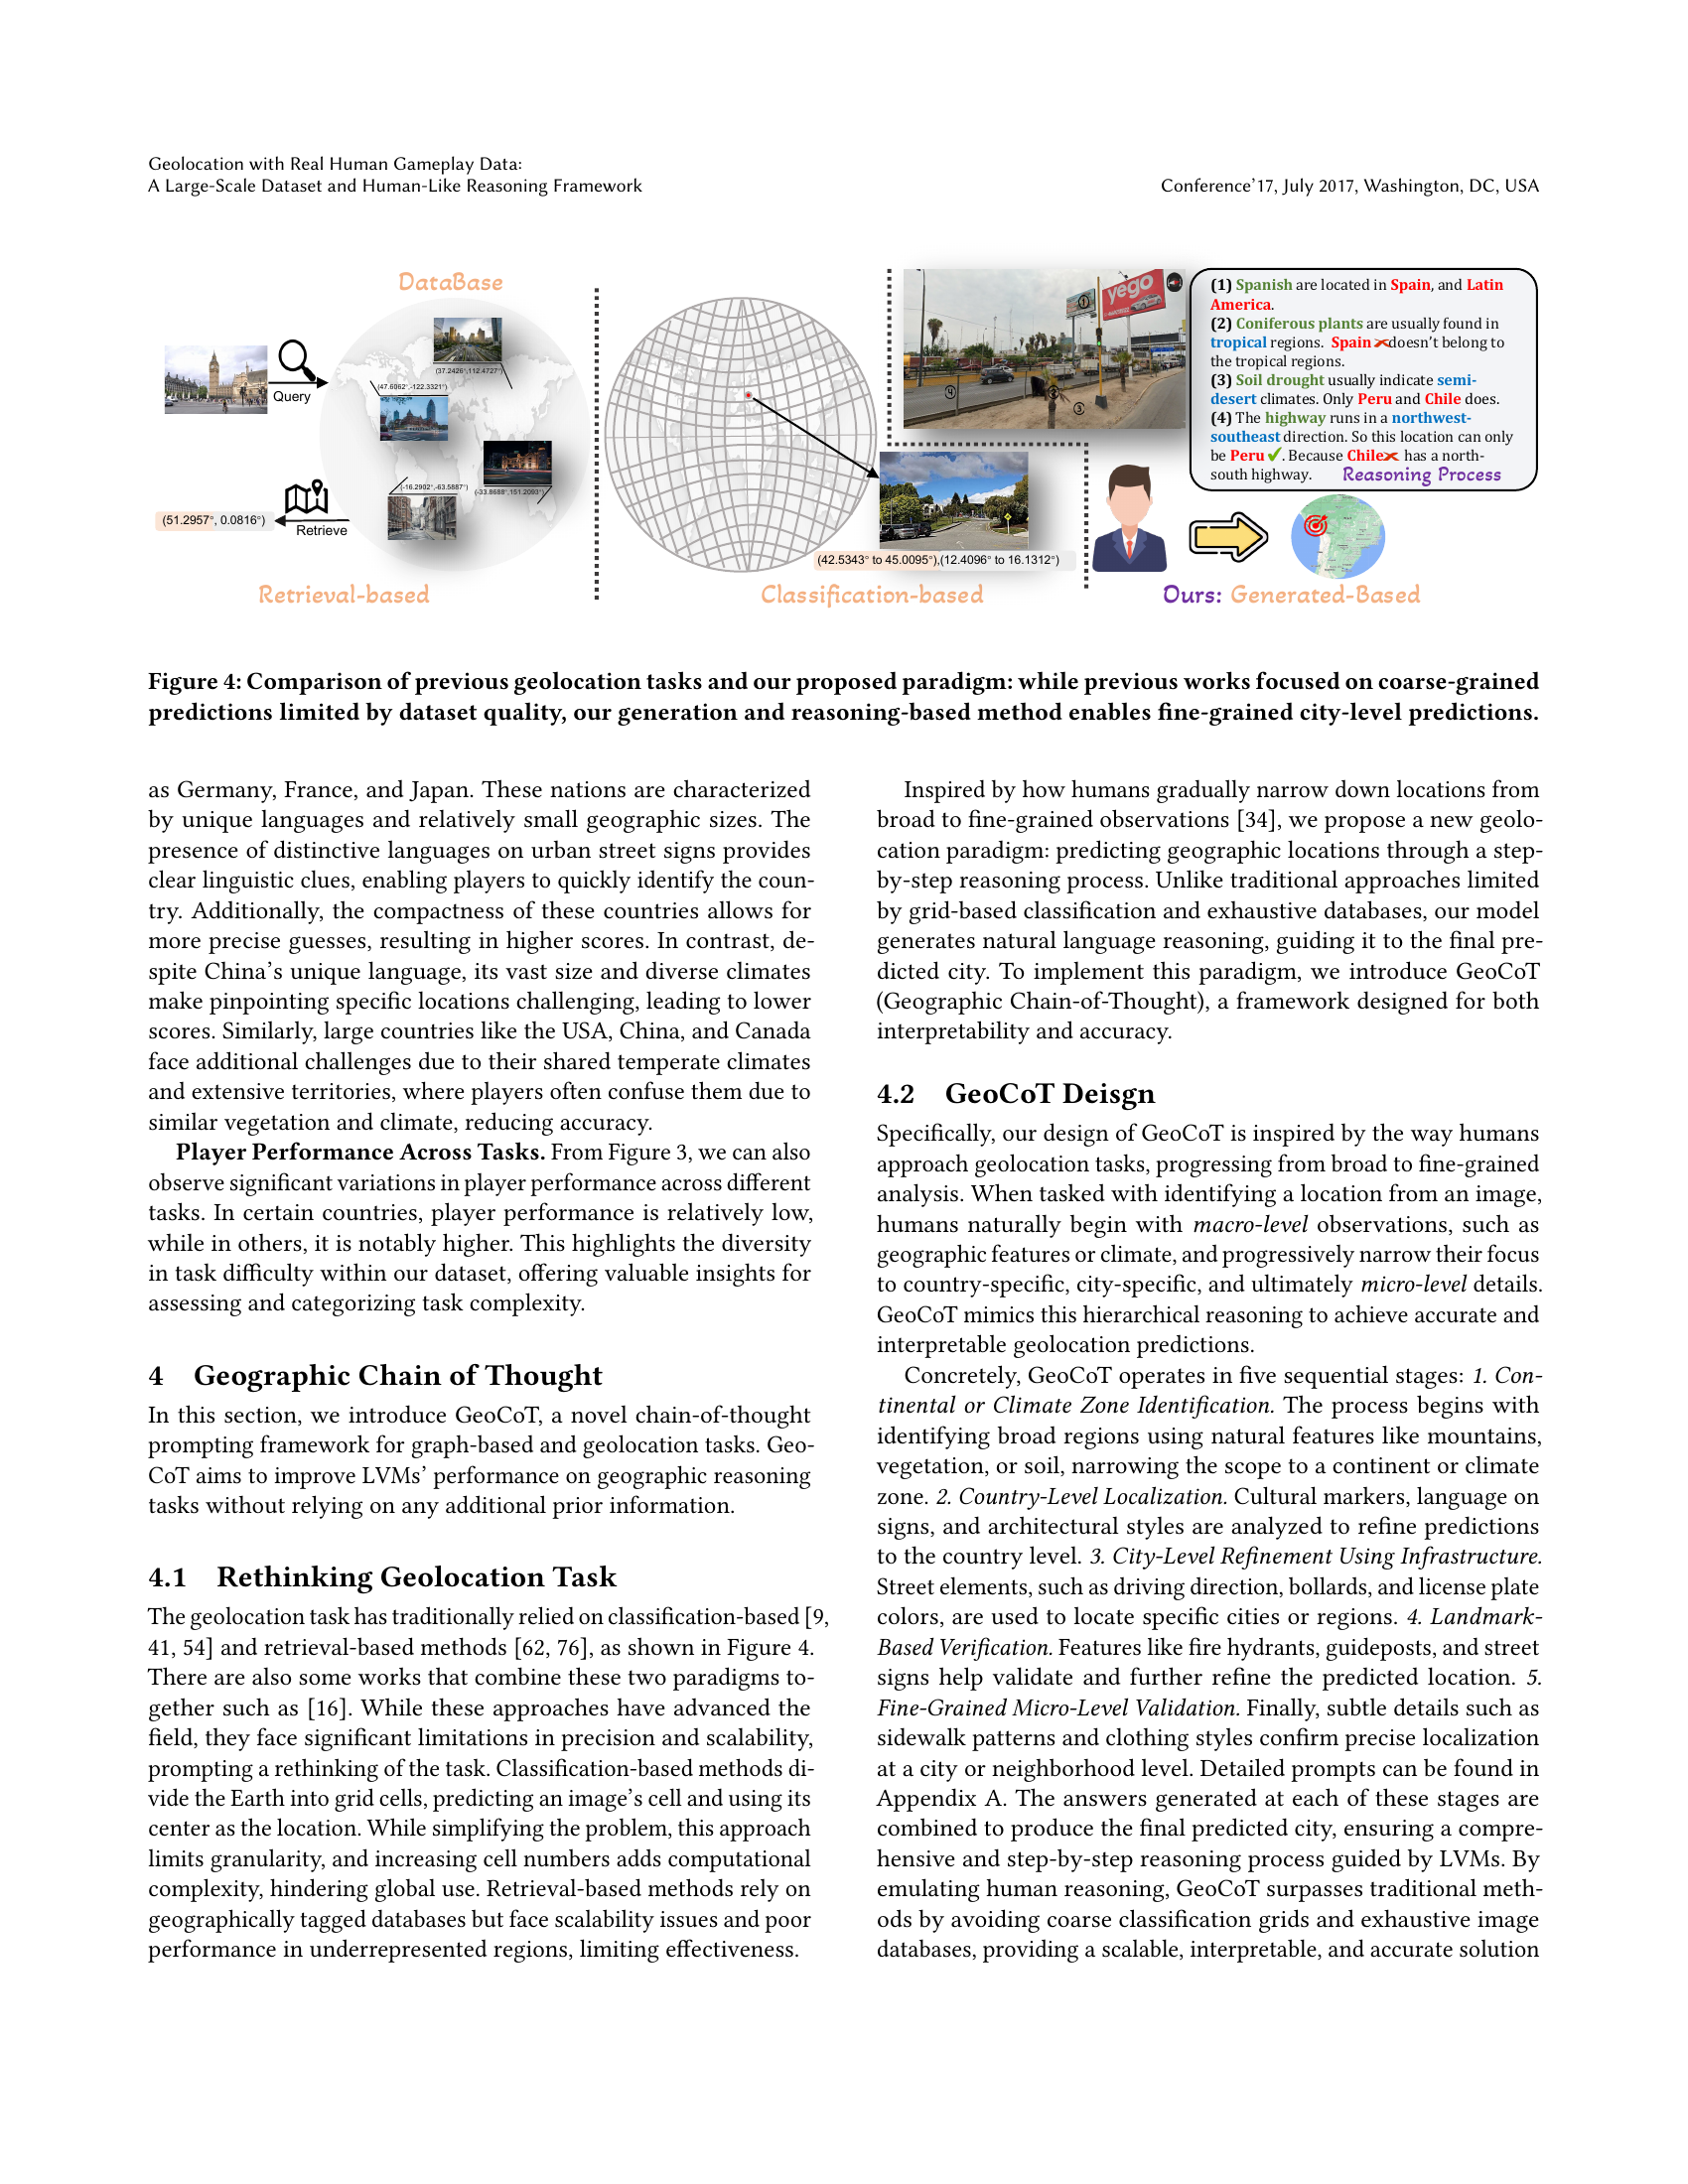 Geolocation with Real Human Gameplay Data:
A Large-Scale Dataset and Human-Like Reasoning Framework
Conference'17, July 2017, Washington, DC, USA
DataBase
Query
(37.2426°,112.4727°)
(47.6062°,-122.3321°)
(-16.2902°,-63.5887°)
(-33.8688°,151.2093°)
(51.2957°, 0.0816°)
Retrieve
Retrieval-based
(42.5343° to 45.0095°),(12.4096° to 16.1312°)
Classification-based
yego
①
②
③
④
(1) Spanish are located in Spain, and Latin
America.
(2) Coniferous plants are usually found in
tropical regions. Spain doesn't belong to
the tropical regions.
(3) Soil drought usually indicate semi-
desert climates. Only Peru and Chile does.
(4) The highway runs in a northwest-
southeast direction. So this location can only
be Peru ✓. Because Chile has a north-
south highway. Reasoning Process
Ours: Generated-Based
Figure 4: Comparison of previous geolocation tasks and our proposed paradigm: while previous works focused on coarse-grained
predictions limited by dataset quality, our generation and reasoning-based method enables fine-grained city-level predictions.
as Germany, France, and Japan. These nations are characterized
by unique languages and relatively small geographic sizes. The
presence of distinctive languages on urban street signs provides
clear linguistic clues, enabling players to quickly identify the coun-
try. Additionally, the compactness of these countries allows for
more precise guesses, resulting in higher scores. In contrast, de-
spite China's unique language, its vast size and diverse climates
make pinpointing specific locations challenging, leading to lower
scores. Similarly, large countries like the USA, China, and Canada
face additional challenges due to their shared temperate climates
and extensive territories, where players often confuse them due to
similar vegetation and climate, reducing accuracy.
Player Performance Across Tasks. From Figure 3, we can also
observe significant variations in player performance across different
tasks. In certain countries, player performance is relatively low,
while in others, it is notably higher. This highlights the diversity
in task difficulty within our dataset, offering valuable insights for
assessing and categorizing task complexity.
4 Geographic Chain of Thought
In this section, we introduce GeoCoT, a novel chain-of-thought
prompting framework for graph-based and geolocation tasks. Geo-
CoT aims to improve LVMs' performance on geographic reasoning
tasks without relying on any additional prior information.
4.1 Rethinking Geolocation Task
The geolocation task has traditionally relied on classification-based [9,
41, 54] and retrieval-based methods [62, 76], as shown in Figure 4.
There are also some works that combine these two paradigms to-
gether such as [16]. While these approaches have advanced the
field, they face significant limitations in precision and scalability,
prompting a rethinking of the task. Classification-based methods di-
vide the Earth into grid cells, predicting an image's cell and using its
center as the location. While simplifying the problem, this approach
limits granularity, and increasing cell numbers adds computational
complexity, hindering global use. Retrieval-based methods rely on
geographically tagged databases but face scalability issues and poor
performance in underrepresented regions, limiting effectiveness.
Inspired by how humans gradually narrow down locations from
broad to fine-grained observations [34], we propose a new geolo-
cation paradigm: predicting geographic locations through a step-
by-step reasoning process. Unlike traditional approaches limited
by grid-based classification and exhaustive databases, our model
generates natural language reasoning, guiding it to the final pre-
dicted city. To implement this paradigm, we introduce GeoCoT
(Geographic Chain-of-Thought), a framework designed for both
interpretability and accuracy.
4.2 GeoCoT Deisgn
Specifically, our design of GeoCoT is inspired by the way humans
approach geolocation tasks, progressing from broad to fine-grained
analysis. When tasked with identifying a location from an image,
humans naturally begin with macro-level observations, such as
geographic features or climate, and progressively narrow their focus
to country-specific, city-specific, and ultimately micro-level details.
GeoCoT mimics this hierarchical reasoning to achieve accurate and
interpretable geolocation predictions.
Concretely, GeoCoT operates in five sequential stages: 1. Con-
tinental or Climate Zone Identification. The process begins with
identifying broad regions using natural features like mountains,
vegetation, or soil, narrowing the scope to a continent or climate
zone. 2. Country-Level Localization. Cultural markers, language on
signs, and architectural styles are analyzed to refine predictions
to the country level. 3. City-Level Refinement Using Infrastructure.
Street elements, such as driving direction, bollards, and license plate
colors, are used to locate specific cities or regions. 4. Landmark-
Based Verification. Features like fire hydrants, guideposts, and street
signs help validate and further refine the predicted location. 5.
Fine-Grained Micro-Level Validation. Finally, subtle details such as
sidewalk patterns and clothing styles confirm precise localization
at a city or neighborhood level. Detailed prompts can be found in
Appendix A. The answers generated at each of these stages are
combined to produce the final predicted city, ensuring a compre-
hensive and step-by-step reasoning process guided by LVMs. By
emulating human reasoning, GeoCoT surpasses traditional meth-
ods by avoiding coarse classification grids and exhaustive image
databases, providing a scalable, interpretable, and accurate solution